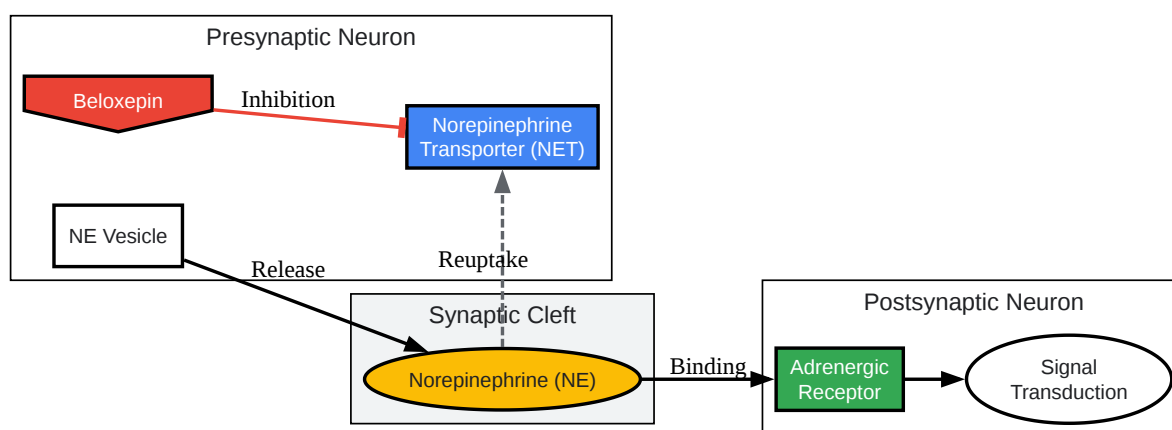 Presynaptic Neuron
Beloxepin
Inhibition
Norepinephrine
Transporter (NET)
NE Vesicle
Release
Reuptake
Synaptic Cleft
Norepinephrine (NE)
Binding
Postsynaptic Neuron
Adrenergic
Receptor
Signal
Transduction